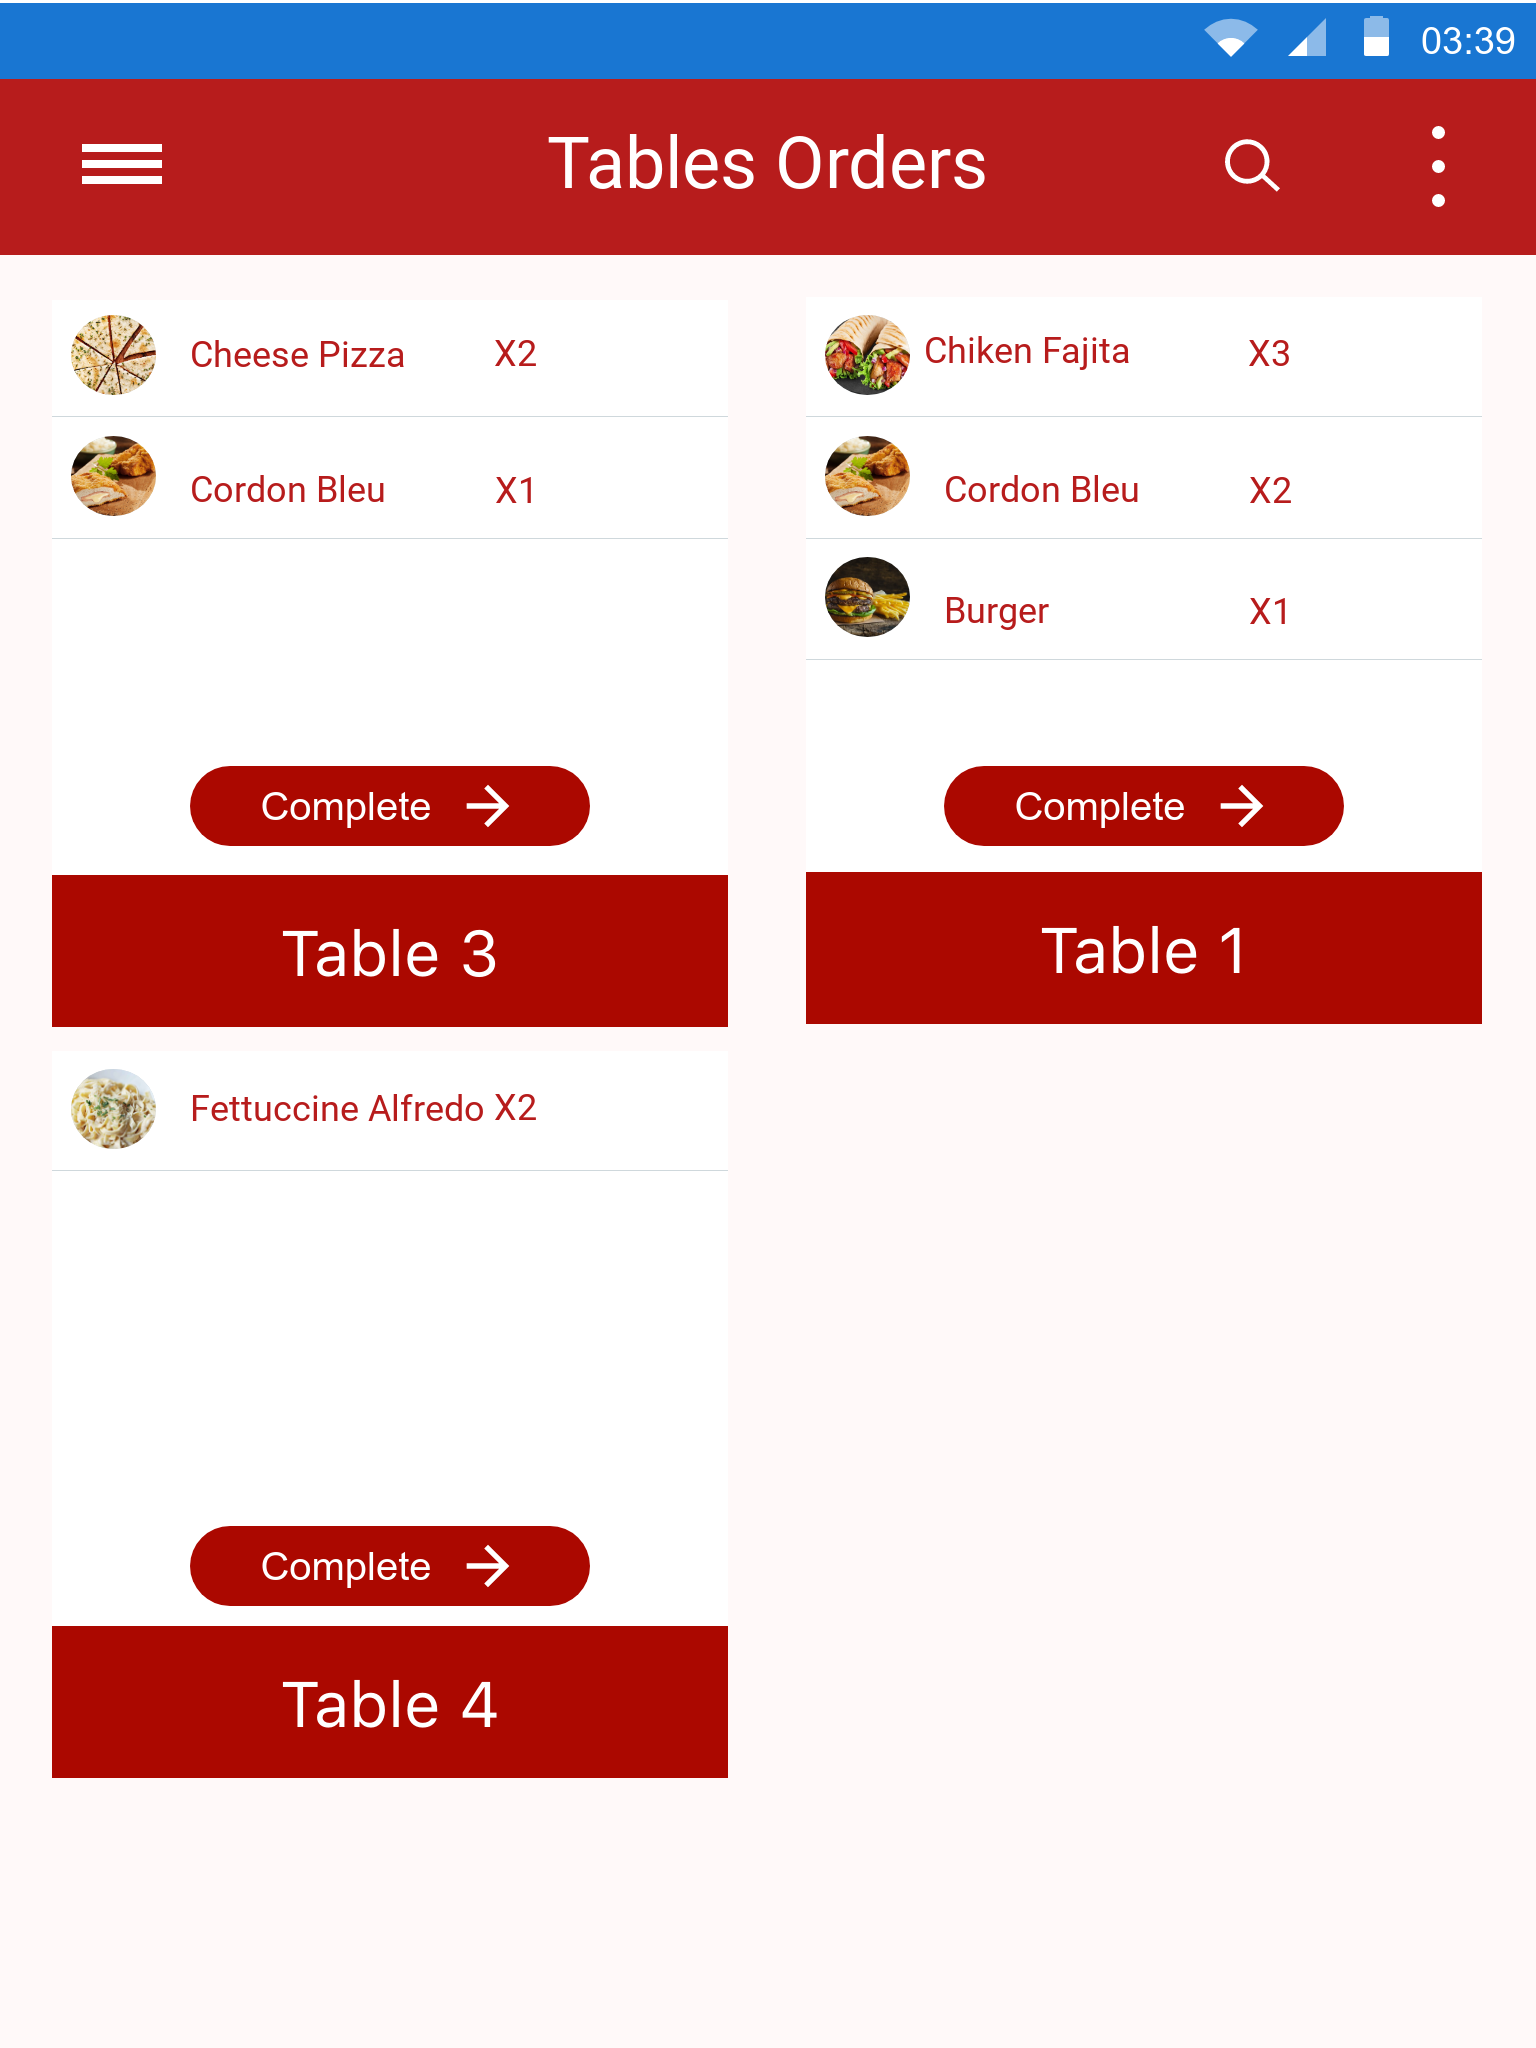 03:39
Tables Orders
Cheese Pizza X2
Cordon Bleu X1
Complete
Table 3
Chiken Fajita X3
Cordon Bleu X2
Burger X1
Complete
Table 1
Fettuccine Alfredo X2
Complete
Table 4